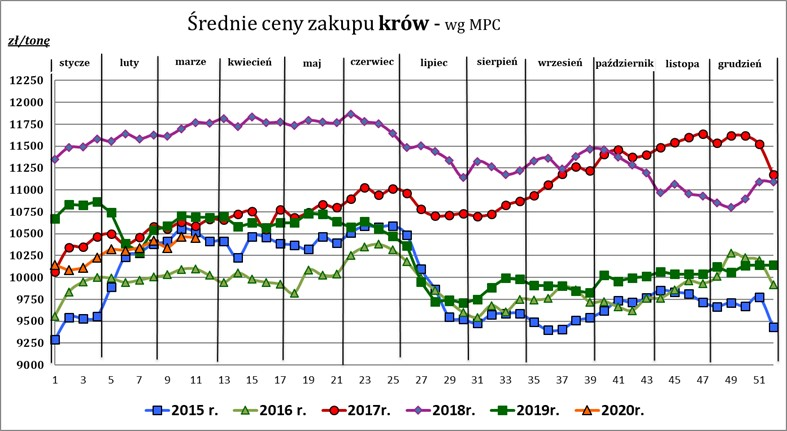 Średnie ceny zakupu krów - wg MPC
zł/tonę
stycze luty marze kwiecień maj czerwiec lipiec sierpień wrzesień październik listopa grudzień
12250
12000
11750
11500
11250
11000
10750
10500
10250
10000
9750
9500
9250
9000
1 3 5 7 9 11 13 15 17 19 21 23 25 27 29 31 33 35 37 39 41 43 45 47 49 51
2015 r. 2016 r. 2017r. 2018r. 2019r. 2020r.